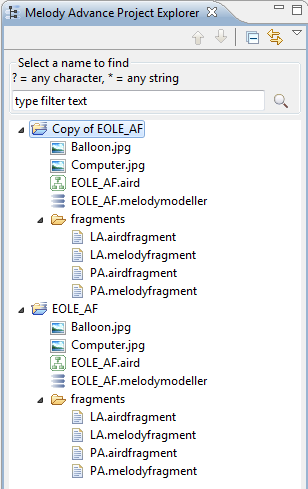 Melody Advance Project Explorer
Select a name to find
? = any character, * = any string
type filter text
Copy of EOLE_AF
Balloon.jpg
Computer.jpg
EOLE_AF.aird
EOLE_AF.melodymodeller
fragments
LA.airdfragment
LA.melodyfragment
PA.airdfragment
PA.melodyfragment
EOLE_AF
Balloon.jpg
Computer.jpg
EOLE_AF.aird
EOLE_AF.melodymodeller
fragments
LA.airdfragment
LA.melodyfragment
PA.airdfragment
PA.melodyfragment